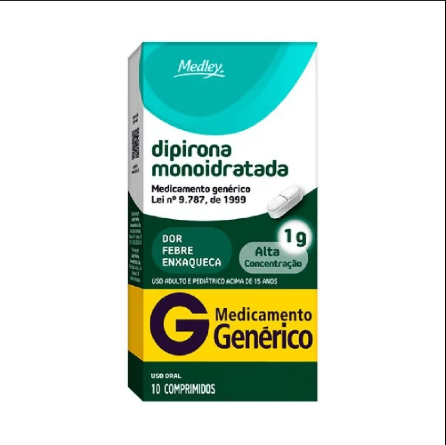 Medley.
dipirona
monoidratada
Medicamento genérico
Lei nº 9.787, de 1999
1g
DOR
FEBRE
ENXAQUECA
Alta
Concentração
USO ADULTO E PEDIÁTRICO ACIMA DE 15 ANOS
G Medicamento
Genérico
USO ORAL
10 COMPRIMIDOS